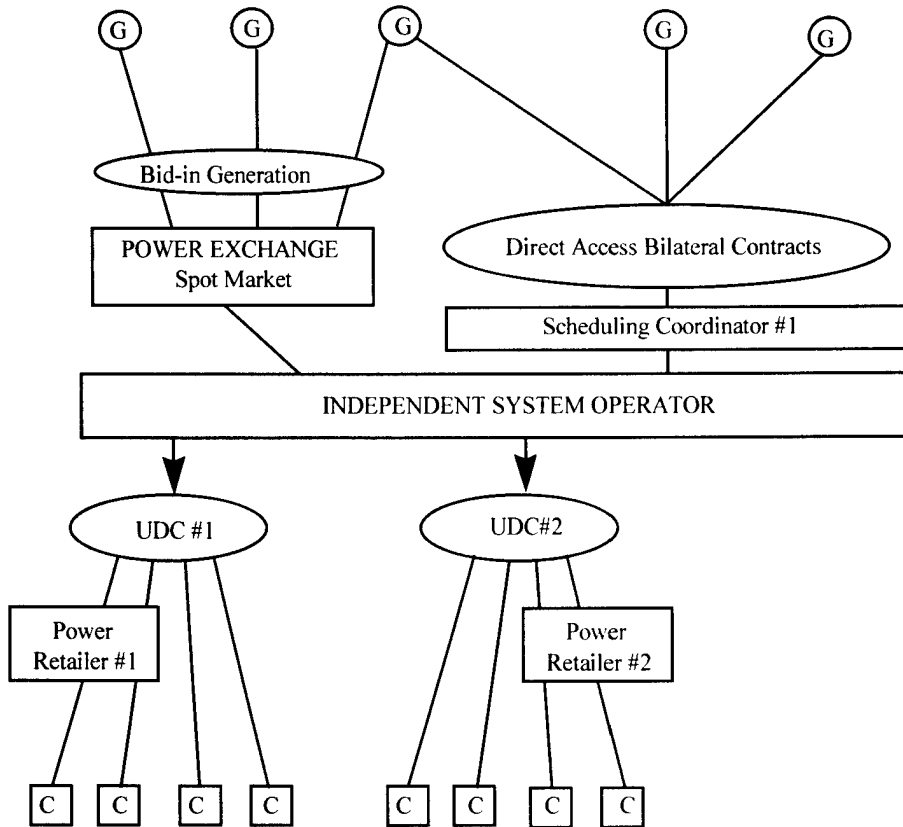 G
G
G
G
G
Bid-in Generation
POWER EXCHANGE
Spot Market
Direct Access Bilateral Contracts
Scheduling Coordinator #1
INDEPENDENT SYSTEM OPERATOR
UDC #1
UDC#2
Power
Retailer #1
Power
Retailer #2
C
C
C
C
C
C
C
C